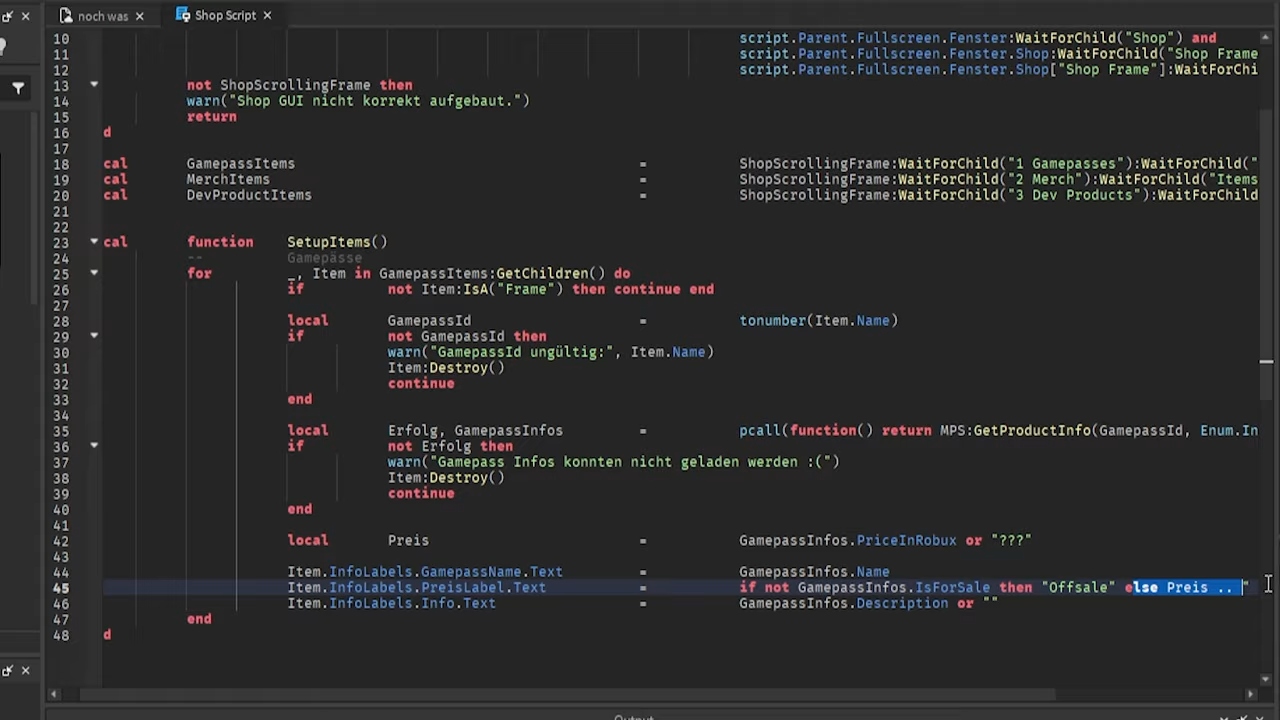 noch was
Shop Script
10 script.Parent.Fullscreen.Fenster:WaitForChild("Shop") and
11 script.Parent.Fullscreen.Fenster.Shop:WaitForChild("Shop Frame
12 script.Parent.Fullscreen.Fenster.Shop["Shop Frame"]:WaitForChi
13 not ShopScrollingFrame then
14 warn("Shop GUI nicht korrekt aufgebaut.")
15 return
16 d
17
18 cal GamepassItems = ShopScrollingFrame:WaitForChild("1 Gamepasses"):WaitForChild("
19 cal MerchItems = ShopScrollingFrame:WaitForChild("2 Merch"):WaitForChild("Items
20 cal DevProductItems = ShopScrollingFrame:WaitForChild("3 Dev Products"):WaitForChild
21
22
23 cal function SetupItems()
24 -- Gamepässe
25 for _, Item in GamepassItems:GetChildren() do
26 if not Item:IsA("Frame") then continue end
27
28 local GamepassId = tonumber(Item.Name)
29 if not GamepassId then
30 warn("GamepassId ungültig:", Item.Name)
31 Item:Destroy()
32 continue
33 end
34
35 local Erfolg, GamepassInfos = pcall(function() return MPS:GetProductInfo(GamepassId, Enum.In
36 if not Erfolg then
37 warn("Gamepass Infos konnten nicht geladen werden :(")
38 Item:Destroy()
39 continue
40 end
41
42 local Preis = GamepassInfos.PriceInRobux or "???"
43
44 Item.InfoLabels.GamepassName.Text = GamepassInfos.Name
45 Item.InfoLabels.PreisLabel.Text = if not GamepassInfos.IsForSale then "Offsale" else Preis .. "
46 Item.InfoLabels.Info.Text = GamepassInfos.Description or ""
47 end
48 d